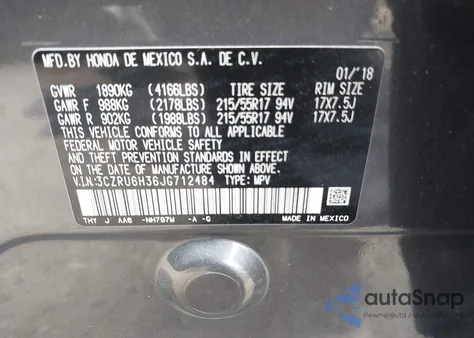 MFD.BY HONDA DE MEXICO S.A. DE C.V.
01/'18
GVWR 1890KG (4166LBS) TIRE SIZE RIM SIZE
GAWR F 988KG (2178LBS) 215/55R17 94V 17X7.5J
GAWR R 902KG (1988LBS) 215/55R17 94V 17X7.5J
THIS VEHICLE CONFORMS TO ALL APPLICABLE
FEDERAL MOTOR VEHICLE SAFETY AND THEFT
PREVENTION STANDARDS IN EFFECT ON THE DATE
OF MANUFACTURE SHOWN ABOVE.
V.I.N:3CZRU6H36JG712484 TYPE: MPV
THY J AA6 -NH797M -A -G MADE IN MEXICO
autoSnap